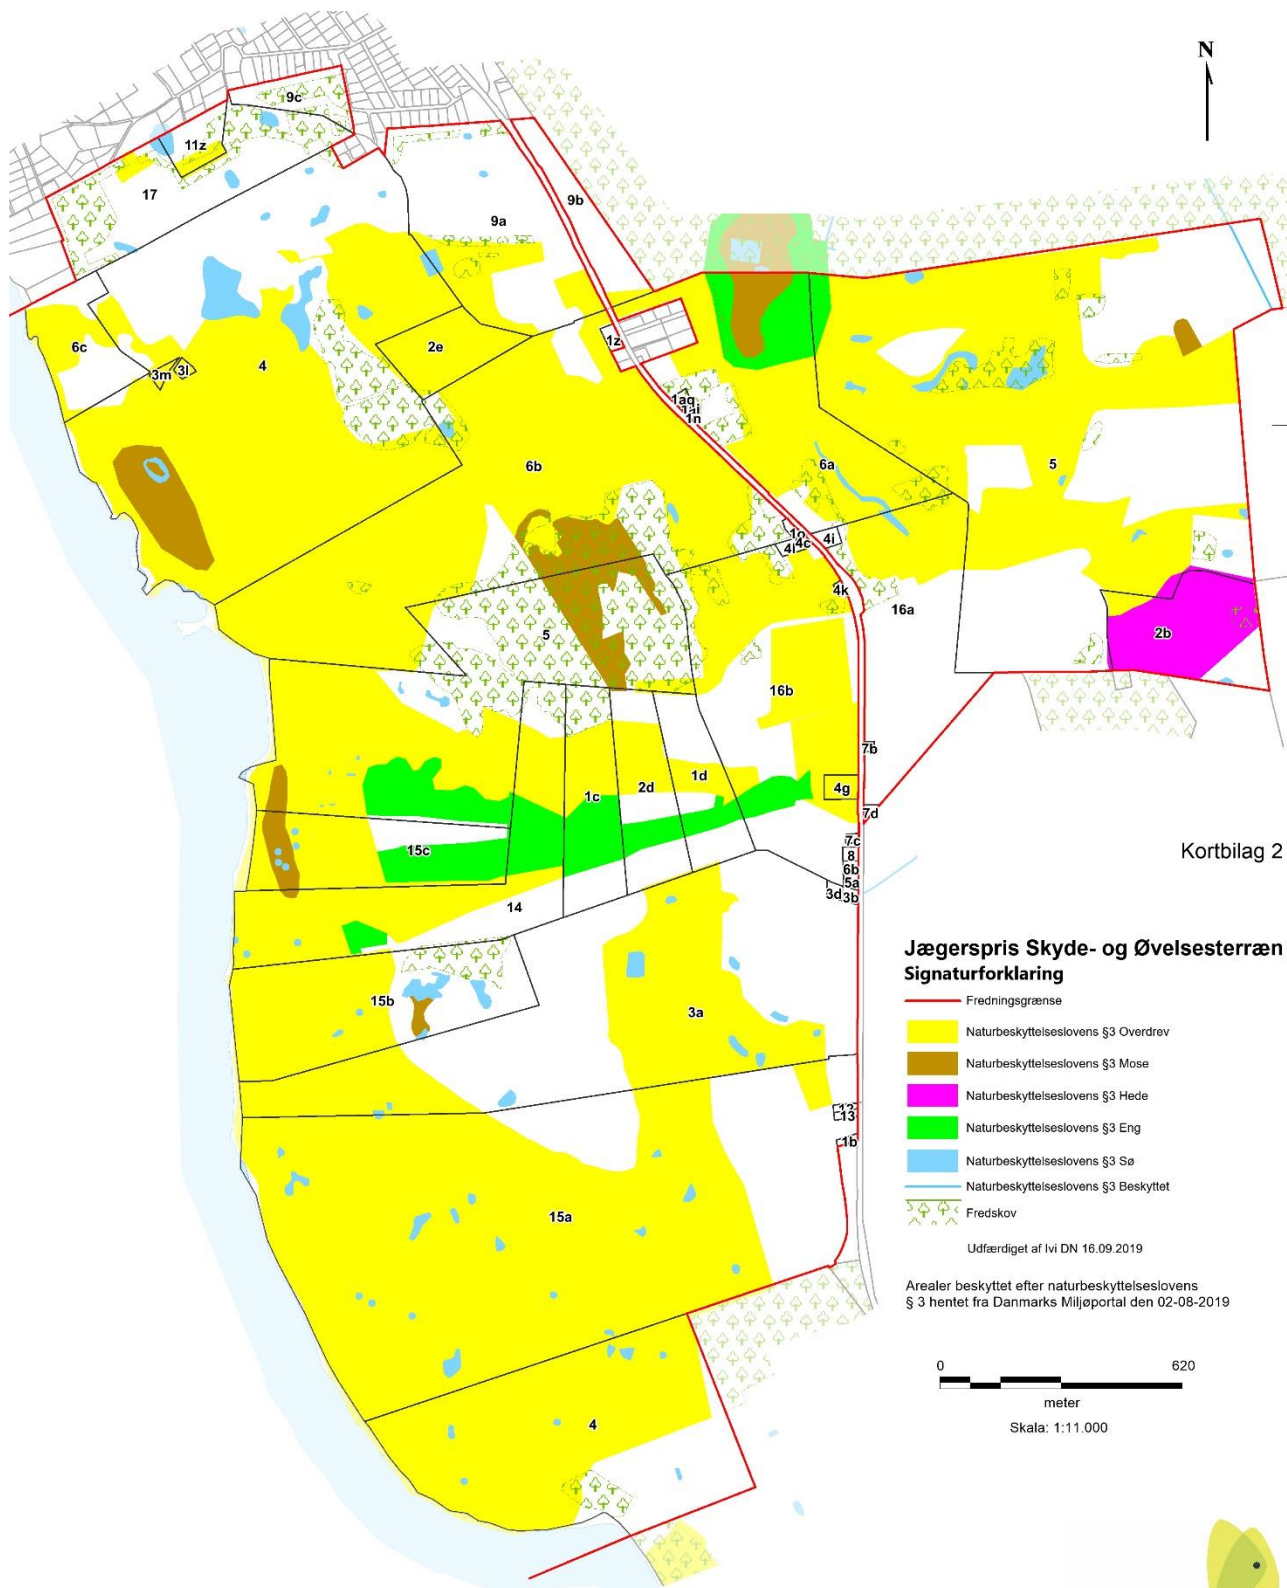 N
9c
11z
17
9a
9b
6c
3m
3l
4
2e
1z
1aq
1ai
1n
6b
6a
5
1o
4l
4c
4i
4k
16a
2b
5
16b
7b
1d
2d
1c
4g
7d
15c
7c
8
6b
5a
3d
3b
Kortbilag 2
14
15b
3a
12
13
1b
15a
4
Jægerspris Skyde- og Øvelsesterræn
Signaturforklaring
Fredningsgrænse
Naturbeskyttelseslovens §3 Overdrev
Naturbeskyttelseslovens §3 Mose
Naturbeskyttelseslovens §3 Hede
Naturbeskyttelseslovens §3 Eng
Naturbeskyttelseslovens §3 Sø
Naturbeskyttelseslovens §3 Beskyttet
Fredskov
Udfærdiget af lvi DN 16.09.2019
Arealer beskyttet efter naturbeskyttelseslovens
§ 3 hentet fra Danmarks Miljøportal den 02-08-2019
0 620
meter
Skala: 1:11.000